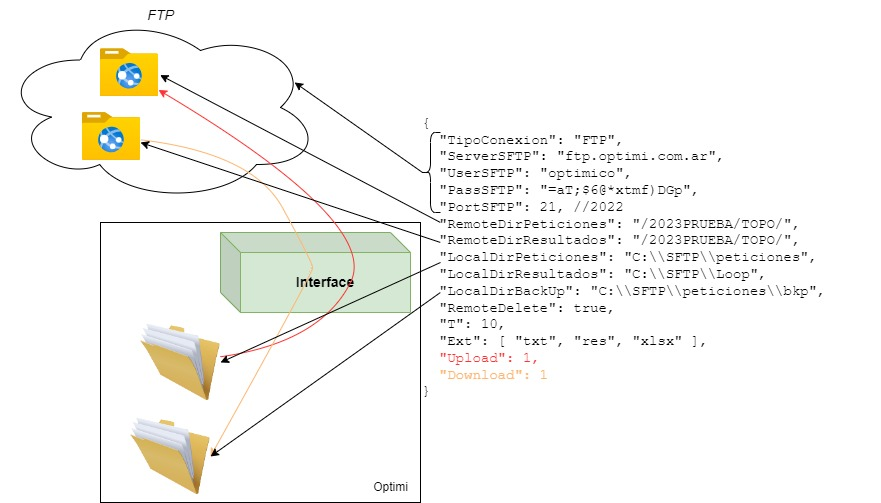 FTP
{
"TipoConexion": "FTP",
"ServerSFTP": "ftp.optimi.com.ar",
"UserSFTP": "optimico",
"PassSFTP": "=aT;$6@*xtmf)DGp",
"PortSFTP": 21, //2022
"RemoteDirPeticiones": "/2023PRUEBA/TOPO/",
"RemoteDirResultados": "/2023PRUEBA/TOPO/",
"LocalDirPeticiones": "C:\\SFTP\\peticiones",
"LocalDirResultados": "C:\\SFTP\\Loop",
"LocalDirBackUp": "C:\\SFTP\\peticiones\\bkp",
"RemoteDelete": true,
"T": 10,
"Ext": [ "txt", "res", "xlsx" ],
"Upload": 1,
"Download": 1
}
Interface
Optimi